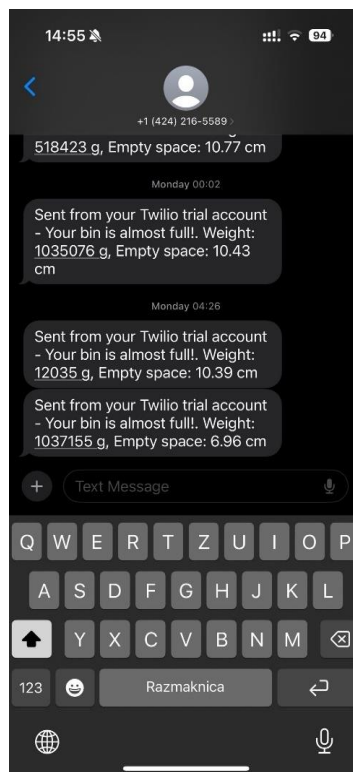 14:55
94
+1 (424) 216-5589
518423 g, Empty space: 10.77 cm
Monday 00:02
Sent from your Twilio trial account
- Your bin is almost full!. Weight:
1035076 g, Empty space: 10.43
cm
Monday 04:26
Sent from your Twilio trial account
- Your bin is almost full!. Weight:
12035 g, Empty space: 10.39 cm
Sent from your Twilio trial account
- Your bin is almost full!. Weight:
1037155 g, Empty space: 6.96 cm
Text Message
Q W E R T Z U I O P
A S D F G H J K L
Y X C V B N M
123 Razmaknica